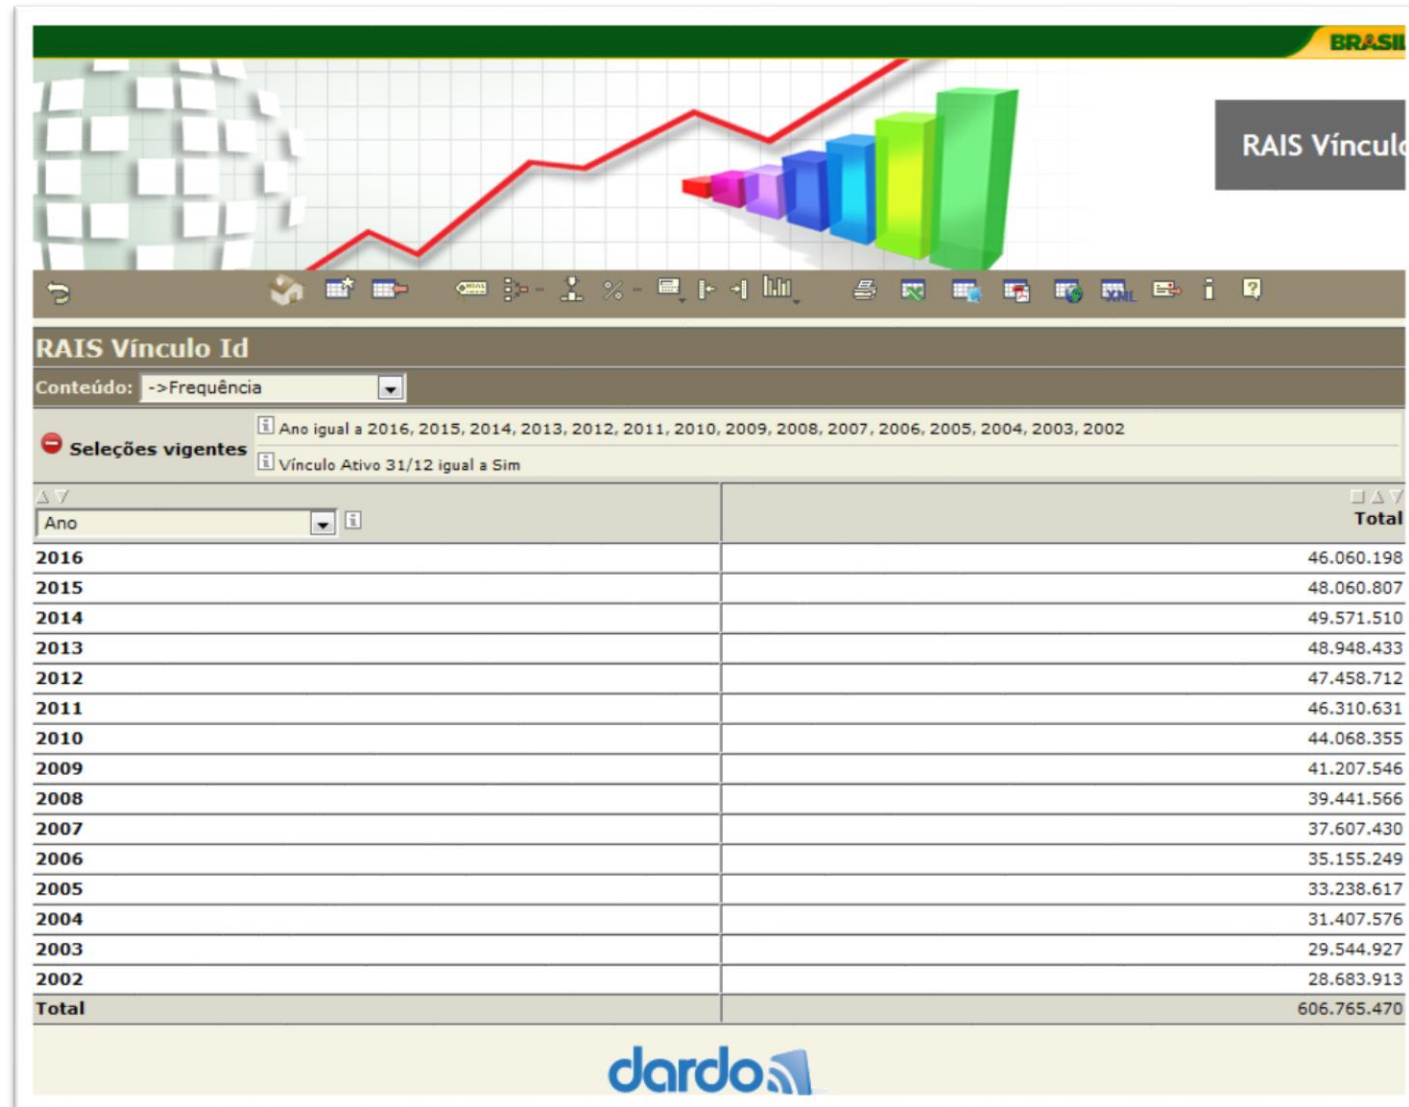 BRASIL
RAIS Vínculo
RAIS Vínculo Id
Conteúdo: ->Frequência
Seleções vigentes
Ano igual a 2016, 2015, 2014, 2013, 2012, 2011, 2010, 2009, 2008, 2007, 2006, 2005, 2004, 2003, 2002
Vínculo Ativo 31/12 igual a Sim
Ano Total
2016 46.060.198
2015 48.060.807
2014 49.571.510
2013 48.948.433
2012 47.458.712
2011 46.310.631
2010 44.068.355
2009 41.207.546
2008 39.441.566
2007 37.607.430
2006 35.155.249
2005 33.238.617
2004 31.407.576
2003 29.544.927
2002 28.683.913
Total 606.765.470
dardo